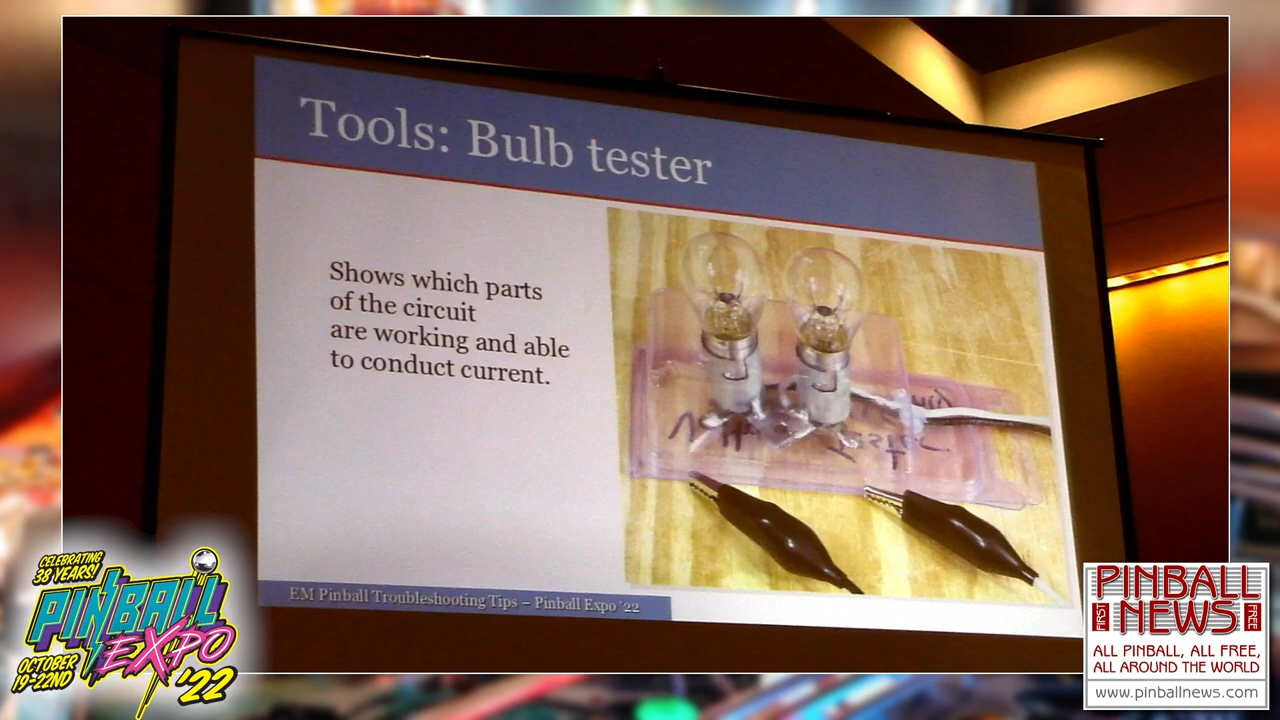 Tools: Bulb tester
Shows which parts
of the circuit
are working and able
to conduct current.
EM Pinball Troubleshooting Tips – Pinball Expo '22
CELEBRATING
38 YEARS!
PINBALL
EXPO
OCTOBER
19-22ND
'22
PINBALL
FIRST NEWS FREE
ALL PINBALL, ALL FREE,
ALL AROUND THE WORLD
www.pinballnews.com